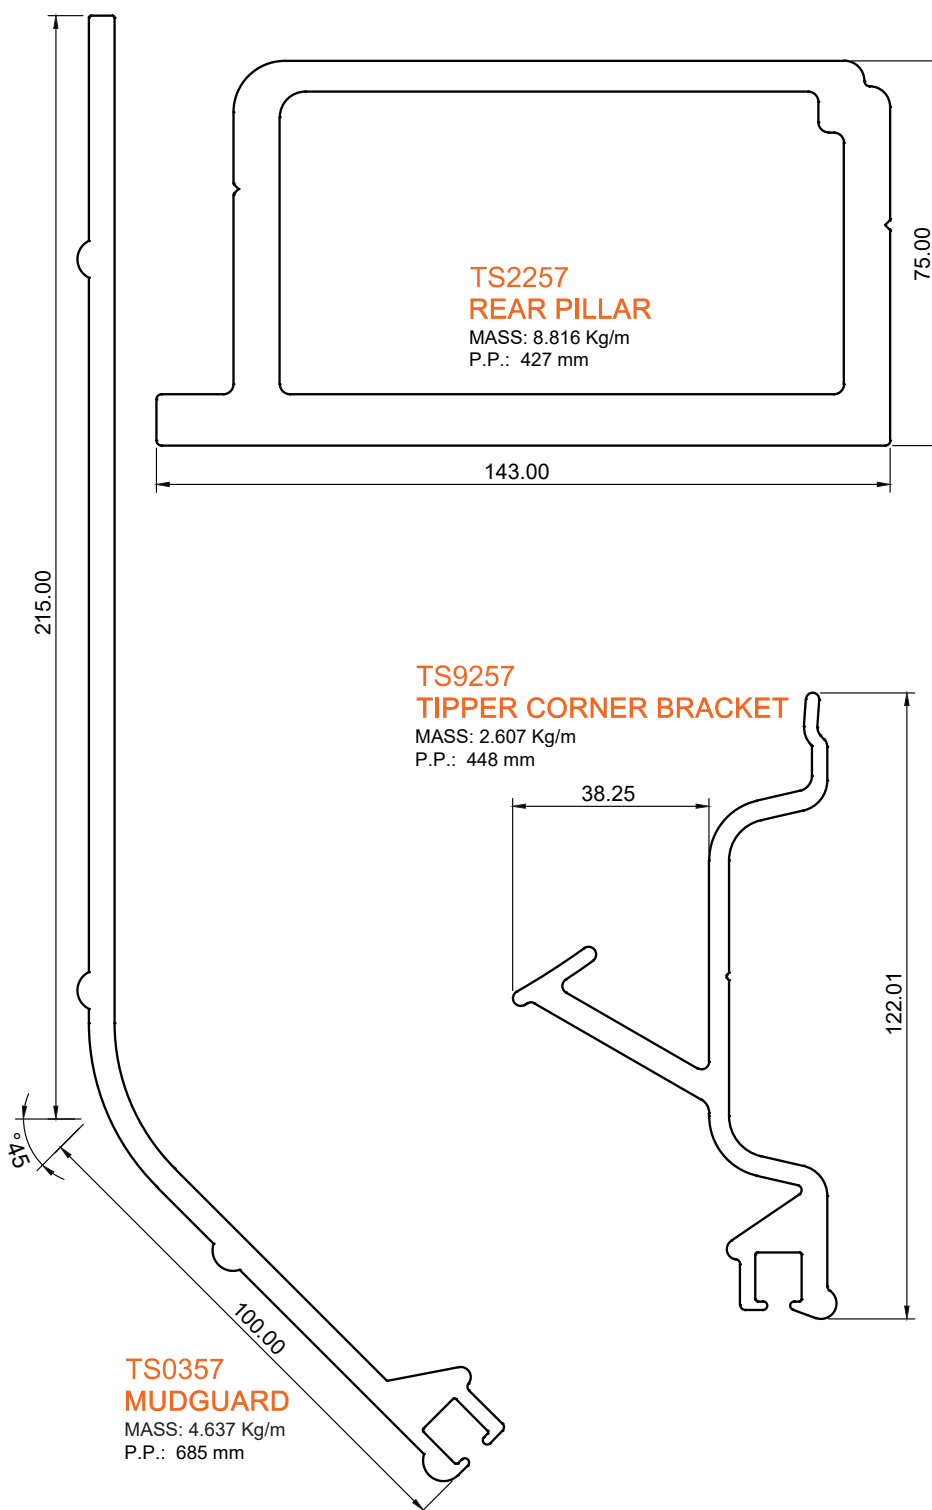 75.00
TS2257
REAR PILLAR
MASS: 8.816 Kg/m
P.P.: 427 mm
143.00
215.00
TS9257
TIPPER CORNER BRACKET
MASS: 2.607 Kg/m
P.P.: 448 mm
38.25
122.01
°45
100.00
TS0357
MUDGUARD
MASS: 4.637 Kg/m
P.P.: 685 mm